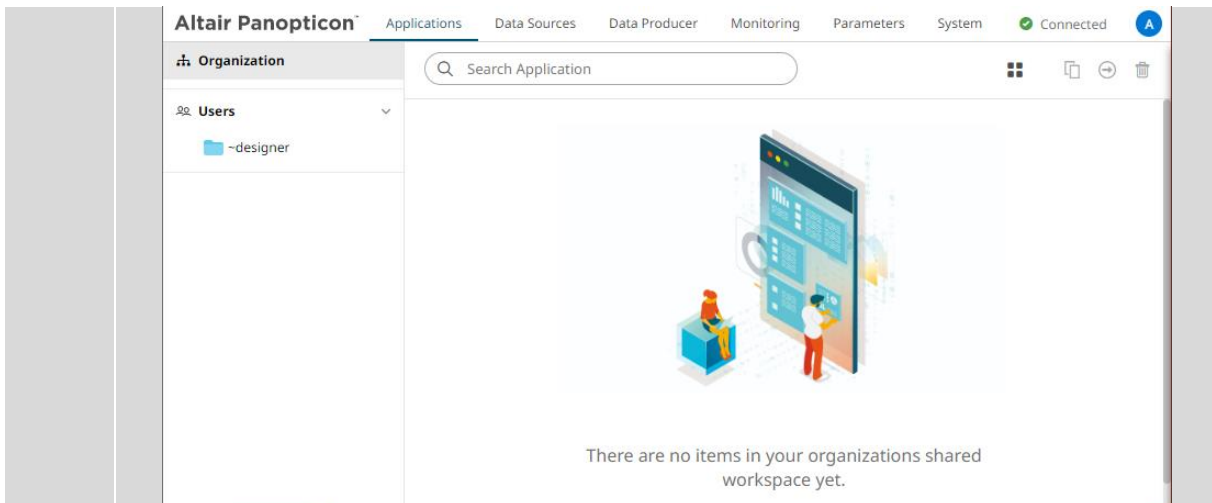 Altair Panopticon™ Applications Data Sources Data Producer Monitoring Parameters System Connected A
Organization
Search Application
Users
~designer
There are no items in your organizations shared
workspace yet.